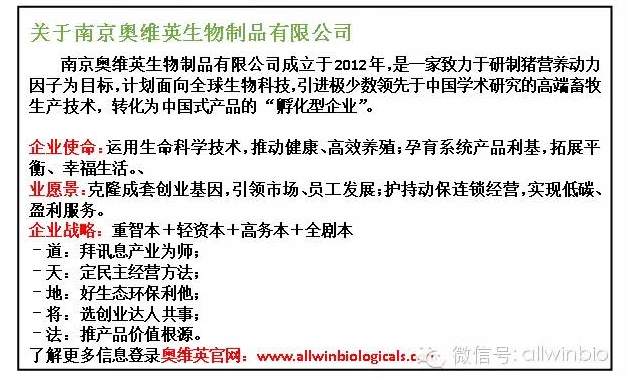 关于南京奥维英生物制品有限公司
南京奥维英生物制品有限公司成立于2012年,是一家致力于研制猪营养动力
因子为目标,计划面向全球生物科技,引进极少数领先于中国学术研究的高端畜牧
生产技术，转化为中国式产品的“孵化型企业”。
企业使命:运用生命科学技术,推动健康、高效养殖;孕育系统产品利基,拓展平
衡、幸福生活。、
业愿景:克隆成套创业基因,引领市场、员工发展;护持动保连锁经营,实现低碳、
盈利服务。
企业战略: 重智本＋轻资本＋高务本＋全剧本
－道: 拜讯息产业为师;
－天: 定民主经营方法;
－地: 好生态环保利他;
－将: 选创业达人共事;
－法: 推产品价值根源。
了解更多信息登录奥维英官网: www.allwinbiologicals.c
微信号: allwinbio